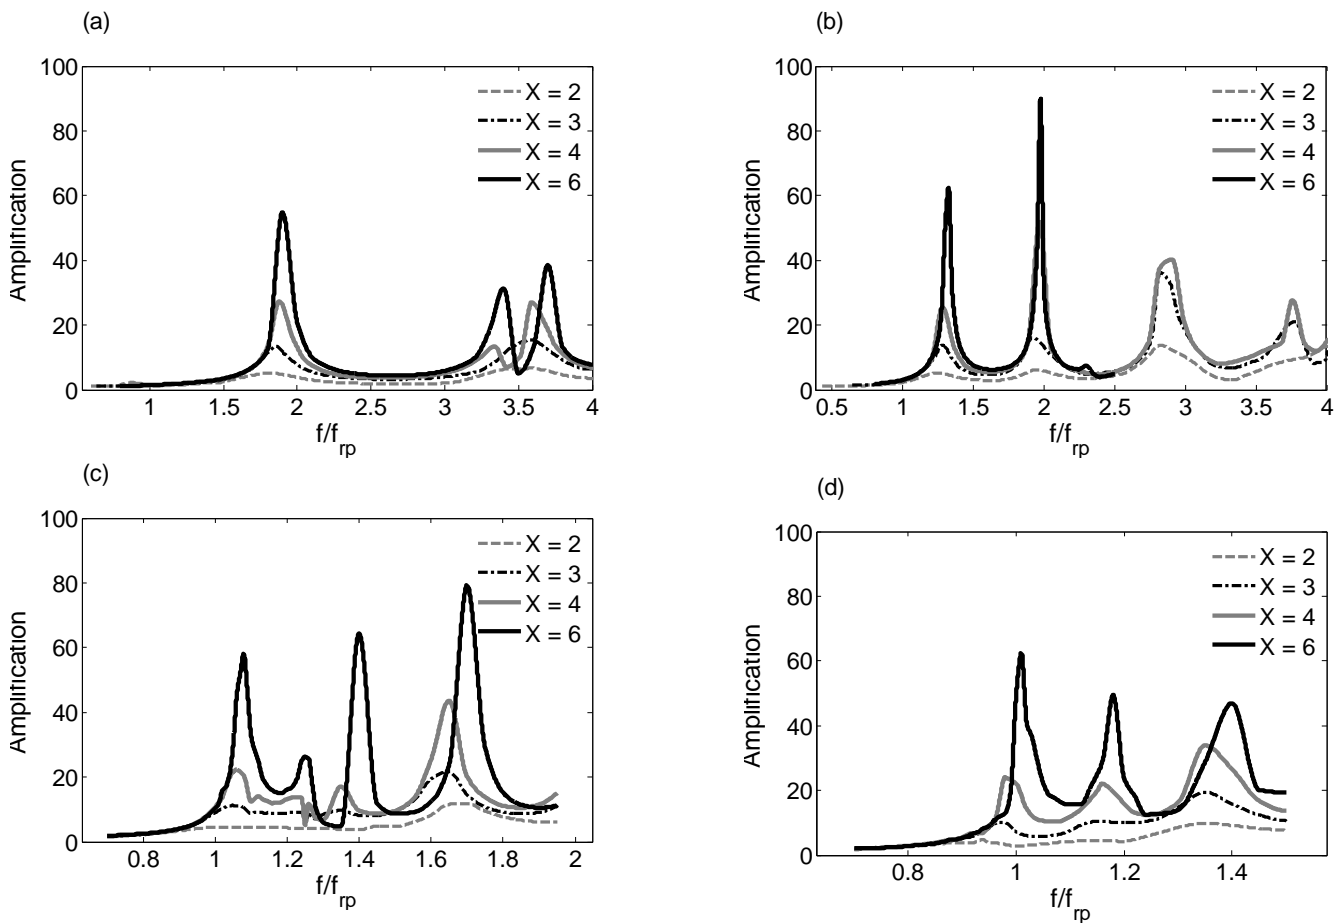 (a)
100
80
60
40
20
0
Amplification
1 1.5 2 2.5 3 3.5 4
f/f_rp
X = 2
X = 3
X = 4
X = 6
(b)
100
80
60
40
20
0
Amplification
0.5 1 1.5 2 2.5 3 3.5 4
f/f_rp
X = 2
X = 3
X = 4
X = 6
(c)
100
80
60
40
20
0
Amplification
0.8 1 1.2 1.4 1.6 1.8 2
f/f_rp
X = 2
X = 3
X = 4
X = 6
(d)
100
80
60
40
20
0
Amplification
0.8 1 1.2 1.4
f/f_rp
X = 2
X = 3
X = 4
X = 6